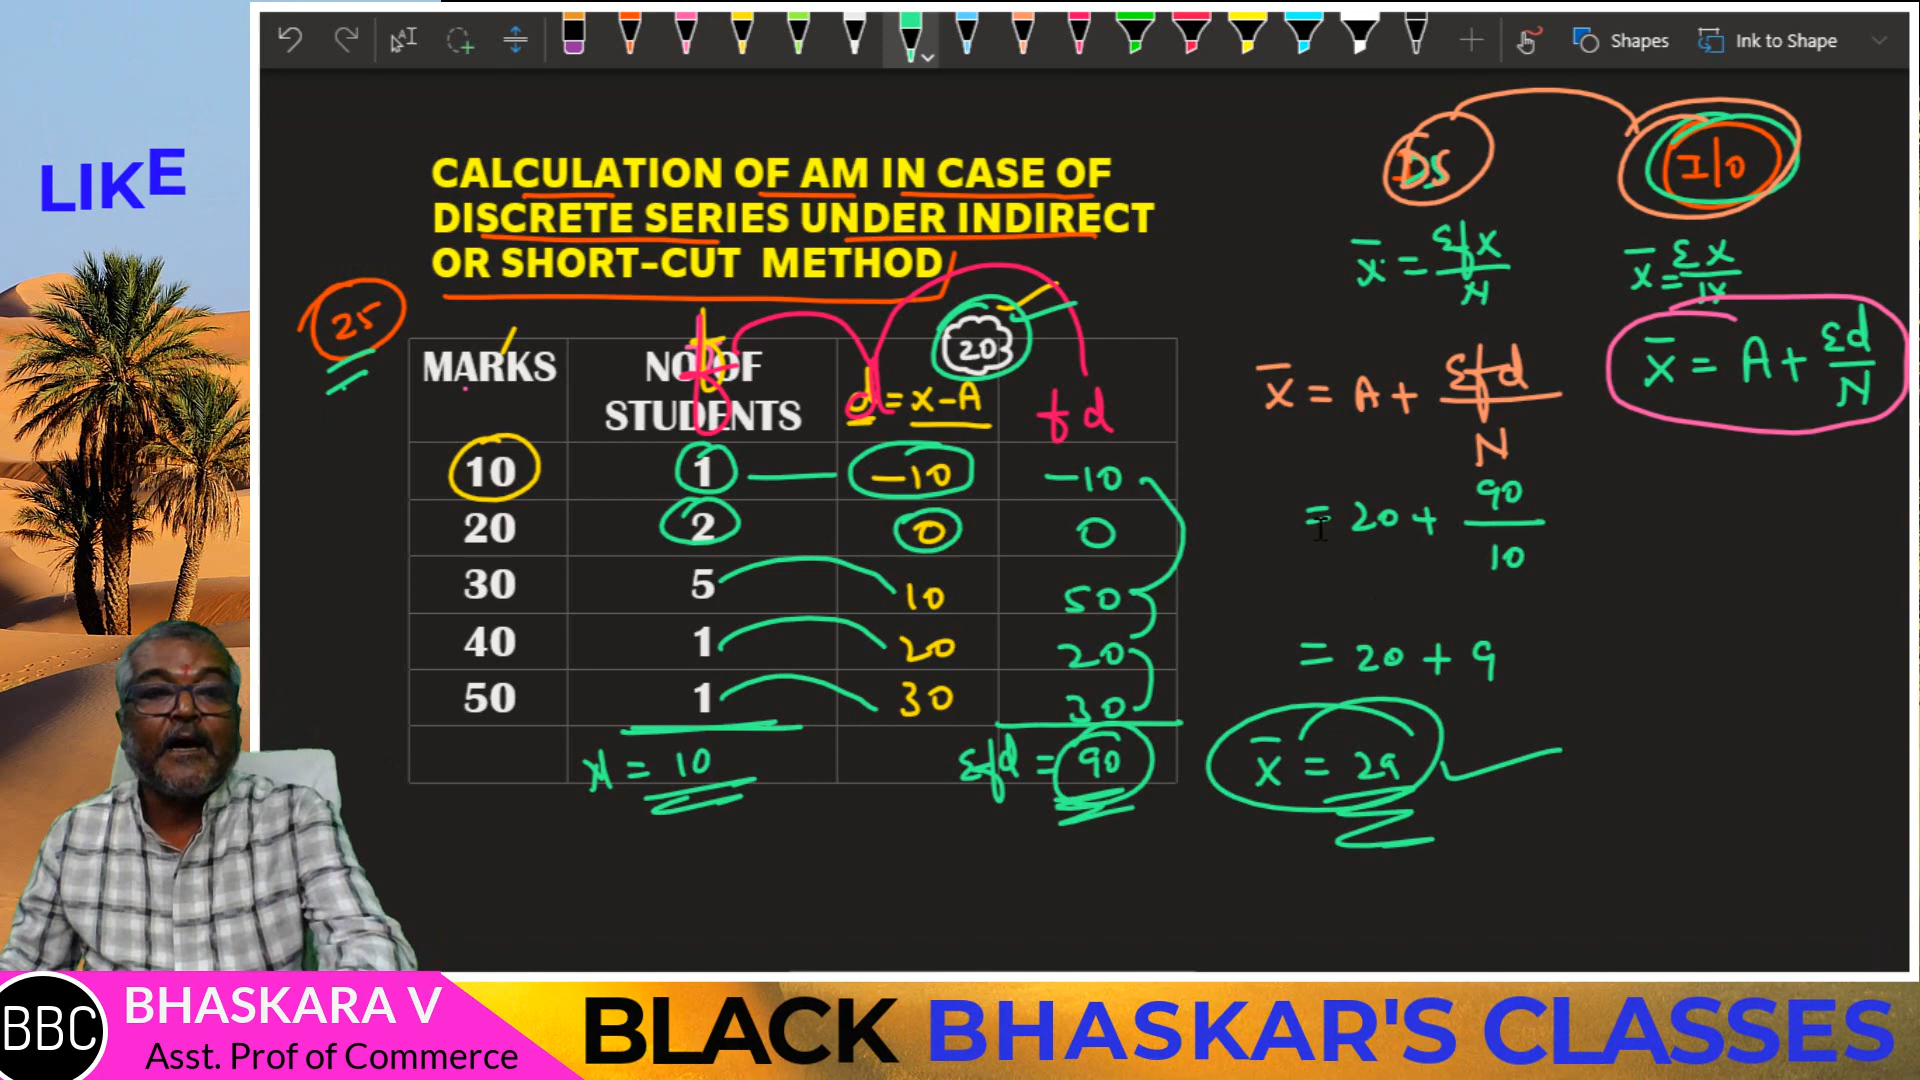 Shapes
Ink to Shape
LIKE
CALCULATION OF AM IN CASE OF
DISCRETE SERIES UNDER INDIRECT
OR SHORT-CUT METHOD
25
20
MARKS
NO OF
STUDENTS
f
d = x-A
fd
10 1 -10 -10
20 2 0 0
30 5 10 50
40 1 20 20
50 1 30 30
N = 10
Σfd = 90
DS
I/O
x̄ = Σfx/N
x̄ = Σx/N
x̄ = A + Σfd/N
x̄ = A + Σd/N
= 20 + 90/10
= 20 + 9
x̄ = 29
BBC
BHASKARA V
Asst. Prof of Commerce
BLACK BHASKAR'S CLASSES